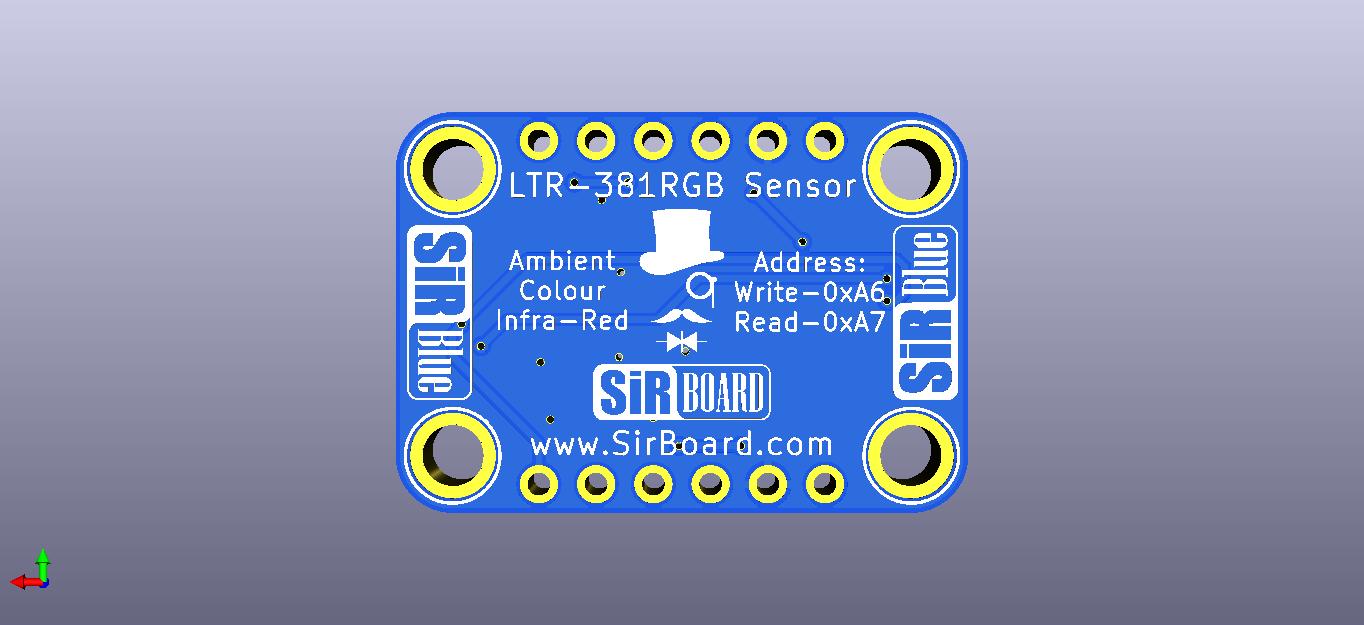 LTR-381RGB Sensor
Ambient
Colour
Infra-Red
Address:
Write-0xA6
Read-0xA7
SiR Blue
SiR Blue
SiR BOARD
www.SirBoard.com